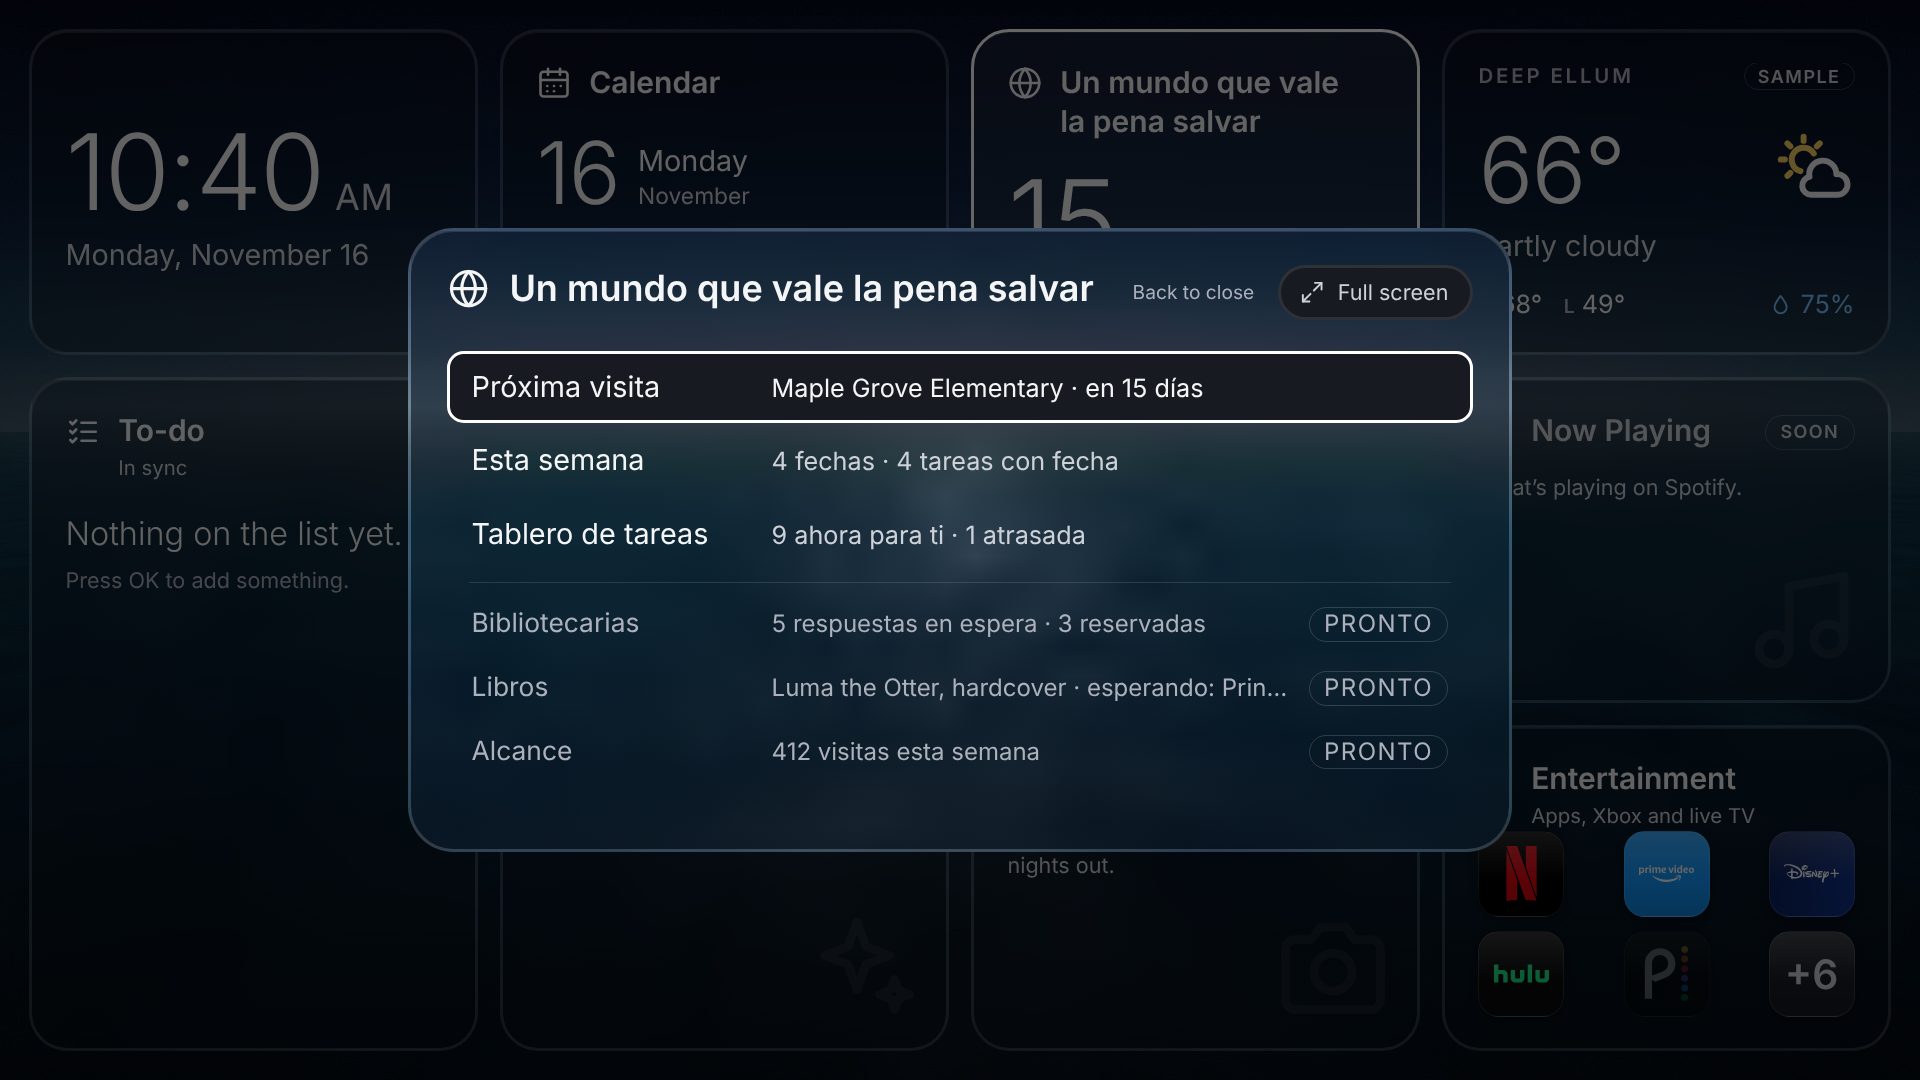 10:40 AM
Monday, November 16
Calendar
16 Monday
November
Un mundo que vale
la pena salvar
15
DEEP ELLUM SAMPLE
66°
artly cloudy
68° L 49° 75%
Un mundo que vale la pena salvar Back to close Full screen
Próxima visita Maple Grove Elementary · en 15 días
Esta semana 4 fechas · 4 tareas con fecha
Tablero de tareas 9 ahora para ti · 1 atrasada
Bibliotecarias 5 respuestas en espera · 3 reservadas PRONTO
Libros Luma the Otter, hardcover · esperando: Prin... PRONTO
Alcance 412 visitas esta semana PRONTO
To-do
In sync
Nothing on the list yet.
Press OK to add something.
Now Playing SOON
at's playing on Spotify.
nights out.
Entertainment
Apps, Xbox and live TV
N prime video Disney+
hulu P +6